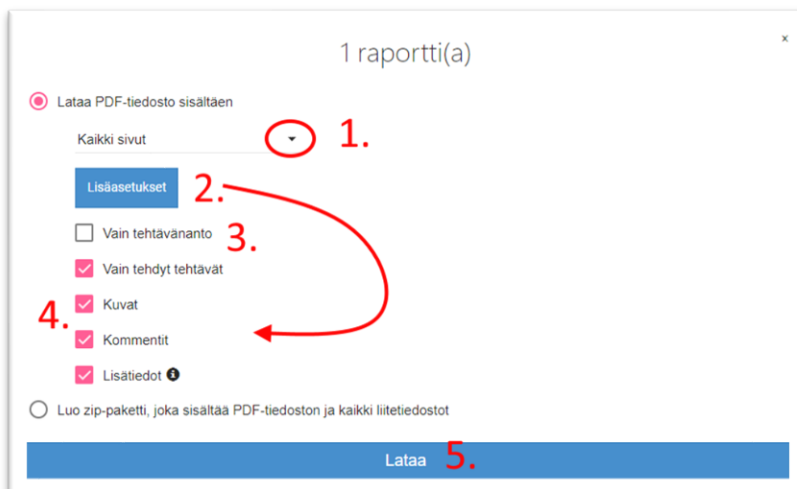 x
1 raportti(a)
Lataa PDF-tiedosto sisältäen
Kaikki sivut 1.
Lisäasetukset 2.
Vain tehtävänanto 3.
Vain tehdyt tehtävät
Kuvat
4.
Kommentit
Lisätiedot
Luo zip-paketti, joka sisältää PDF-tiedoston ja kaikki liitetiedostot
Lataa 5.